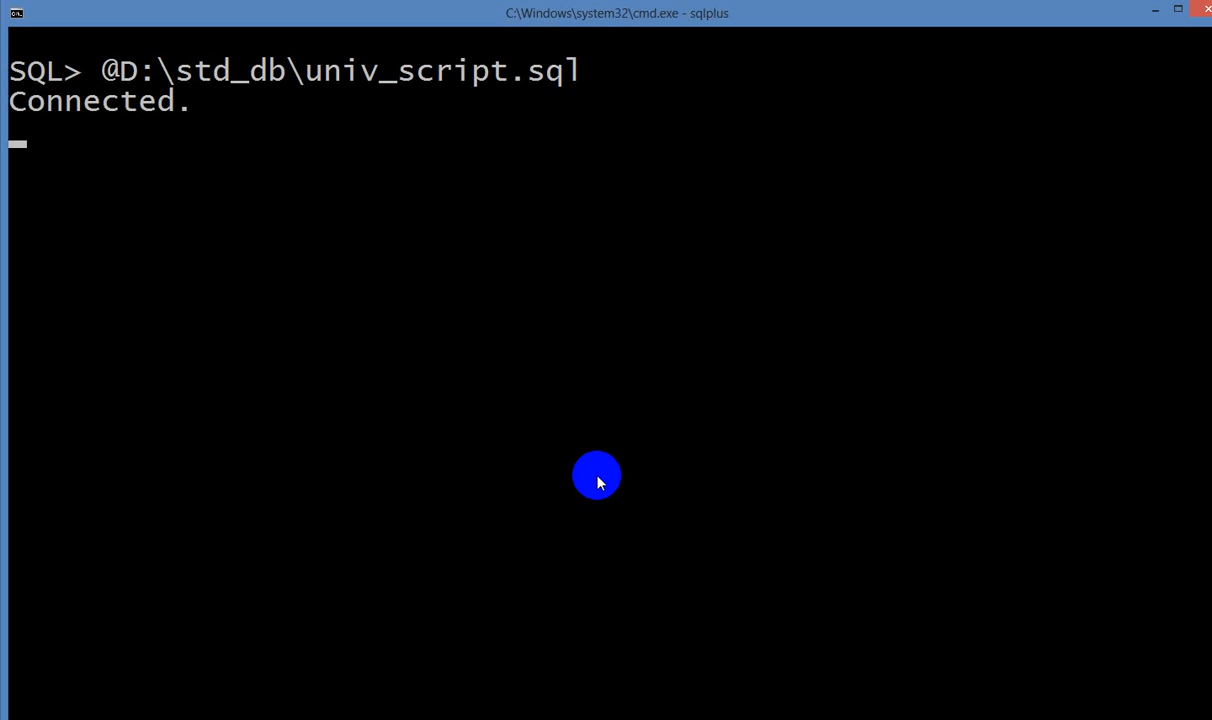 C:\Windows\system32\cmd.exe - sqlplus
SQL> @D:\std_db\univ_script.sql
Connected.